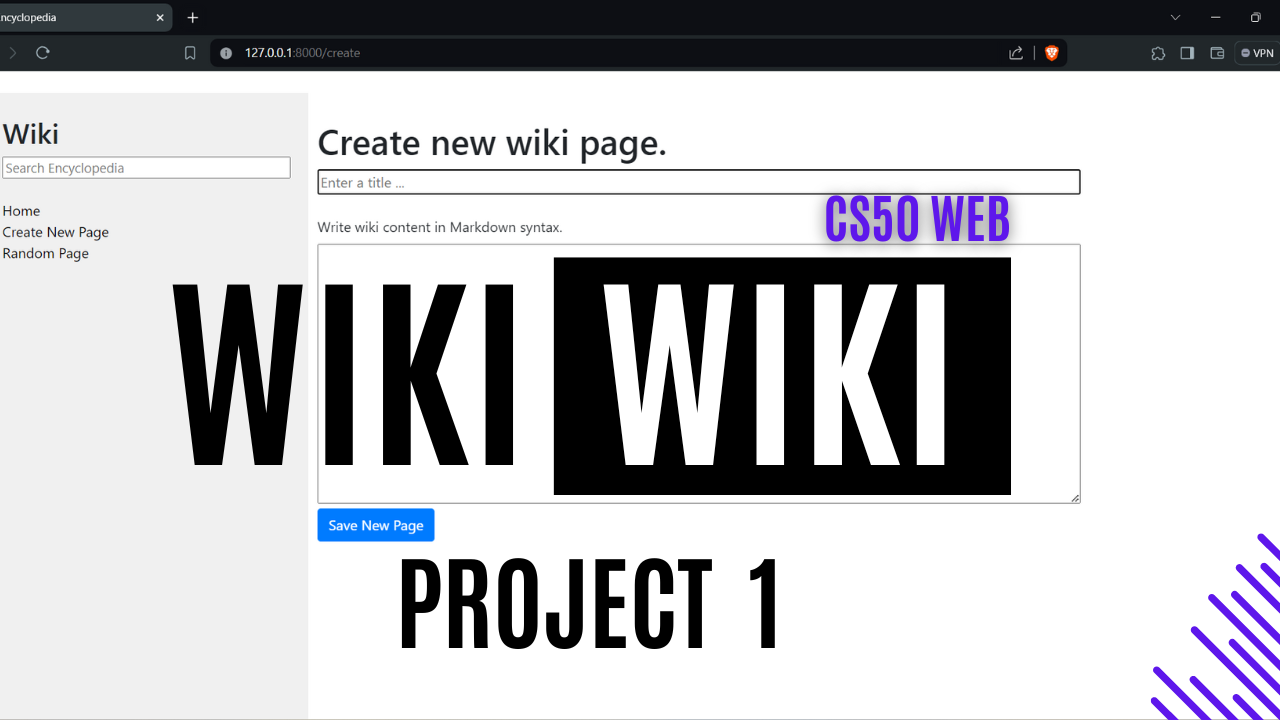 ncyclopedia
127.0.0.1:8000/create
VPN
Wiki
Search Encyclopedia
Home
Create New Page
Random Page
Create new wiki page.
Enter a title ...
CS50 WEB
Write wiki content in Markdown syntax.
WIKI WIKI
Save New Page
PROJECT 1